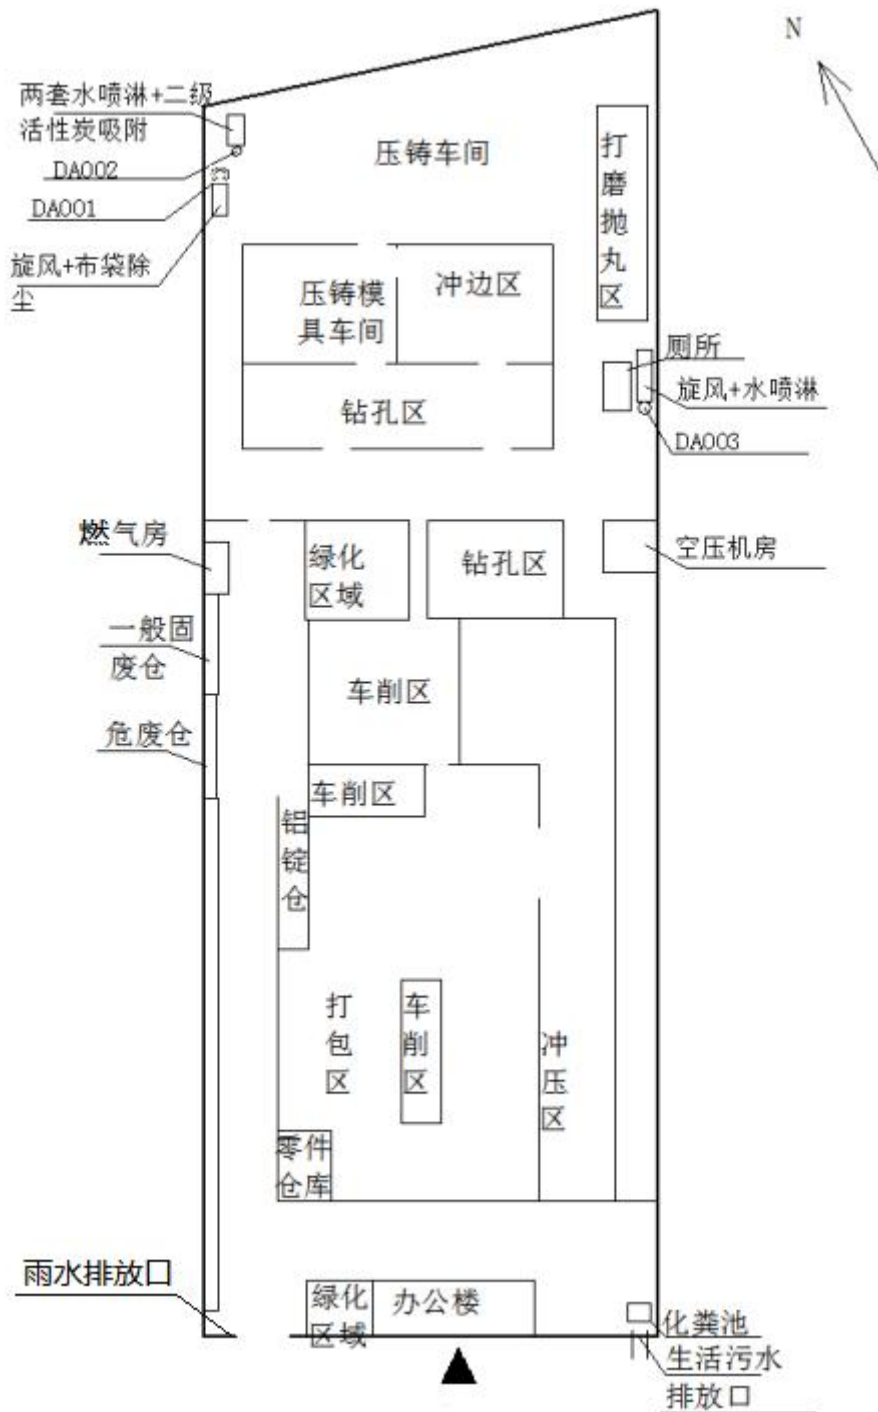 N
两套水喷淋+二级
活性炭吸附
DA002
DA001
旋风+布袋除
尘
压铸车间
打
磨
抛
丸
区
压铸模
具车间
冲边区
钻孔区
厕所
旋风+水喷淋
DA003
燃气房
绿化
区域
钻孔区
空压机房
一般固
废仓
车削区
危废仓
车削区
铝
锭
仓
打
包
区
车
削
区
冲
压
区
零件
仓库
雨水排放口
绿化
区域
办公楼
化粪池
生活污水
排放口